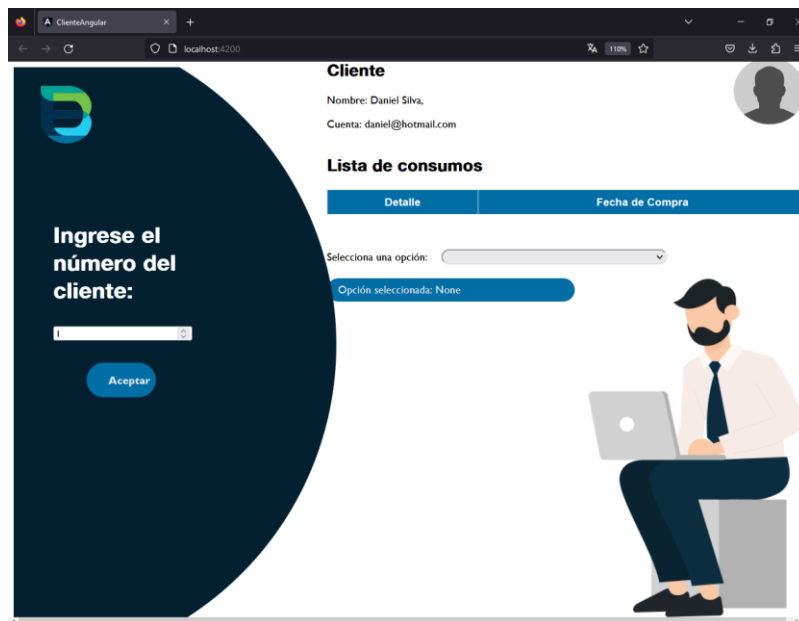 ClienteAngular
localhost:4200
110%
Cliente
Nombre: Daniel Silva,
Cuenta: daniel@hotmail.com
Lista de consumos
Detalle Fecha de Compra
Ingrese el
número del
cliente:
1
Aceptar
Selecciona una opción:
Opción seleccionada: None